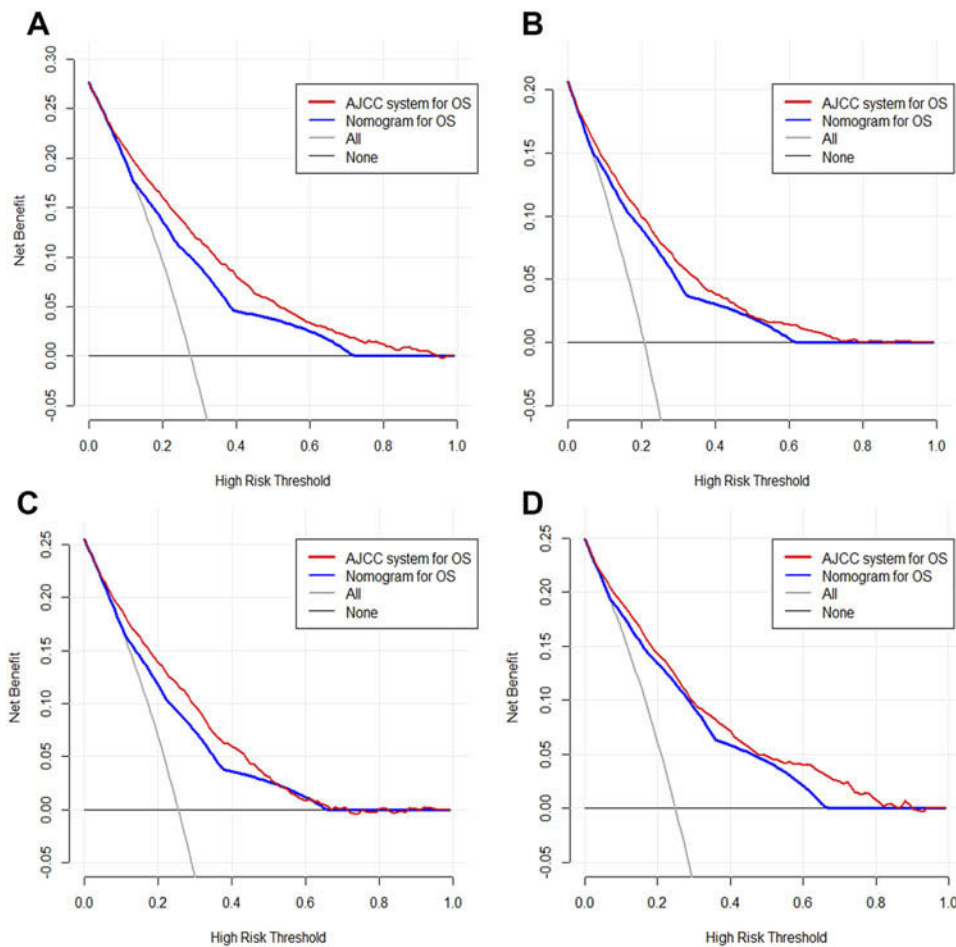 A
Net Benefit
0.30
0.25
0.20
0.15
0.10
0.05
0.00
-0.05
AJCC system for OS
Nomogram for OS
All
None
0.0 0.2 0.4 0.6 0.8 1.0
High Risk Threshold
B
0.20
0.15
0.10
0.05
0.00
-0.05
AJCC system for OS
Nomogram for OS
All
None
0.0 0.2 0.4 0.6 0.8 1.0
High Risk Threshold
C
Net Benefit
0.25
0.20
0.15
0.10
0.05
0.00
-0.05
AJCC system for OS
Nomogram for OS
All
None
0.0 0.2 0.4 0.6 0.8 1.0
High Risk Threshold
D
Net Benefit
0.25
0.20
0.15
0.10
0.05
0.00
-0.05
AJCC system for OS
Nomogram for OS
All
None
0.0 0.2 0.4 0.6 0.8 1.0
High Risk Threshold